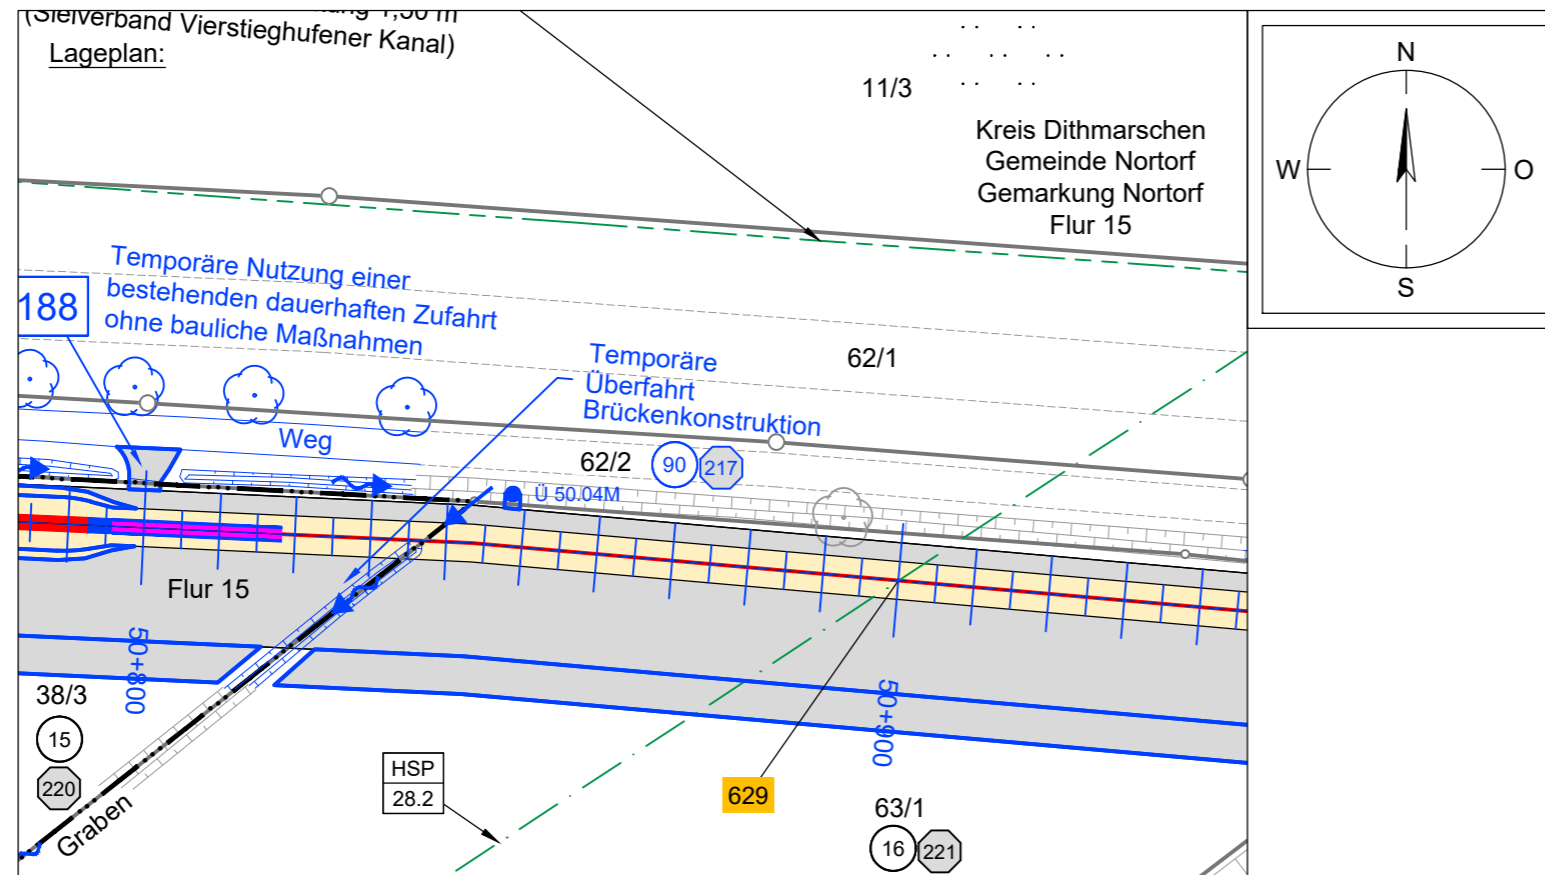 1,50 m
(Sielverband Vierstieghufener Kanal)
Lageplan:
11/3
Kreis Dithmarschen
Gemeinde Nortorf
Gemarkung Nortorf
Flur 15
N
W
O
S
188
Temporäre Nutzung einer
bestehenden dauerhaften Zufahrt
ohne bauliche Maßnahmen
Temporäre
Überfahrt
Brückenkonstruktion
62/1
Weg
62/2
90
217
Ü 50.04M
Flur 15
50+800
50+900
38/3
15
220
Graben
HSP
28.2
629
63/1
16
221